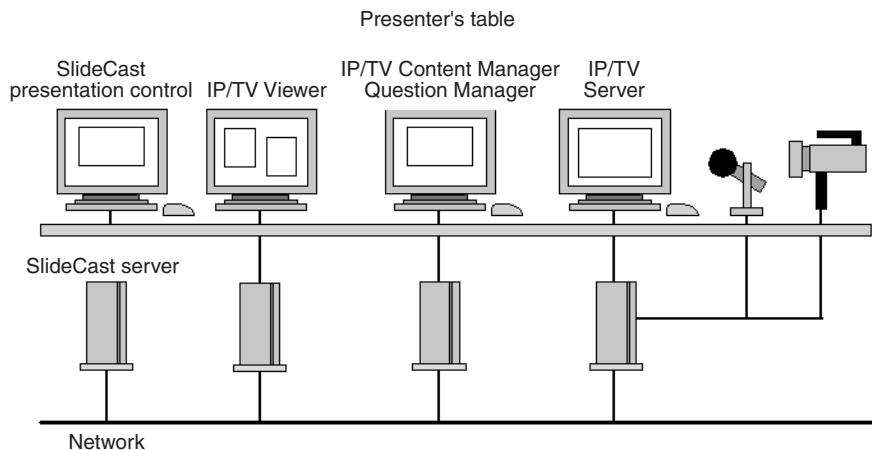 Presenter's table
SlideCast
presentation control
IP/TV Viewer
IP/TV Content Manager
Question Manager
IP/TV
Server
SlideCast server
Network